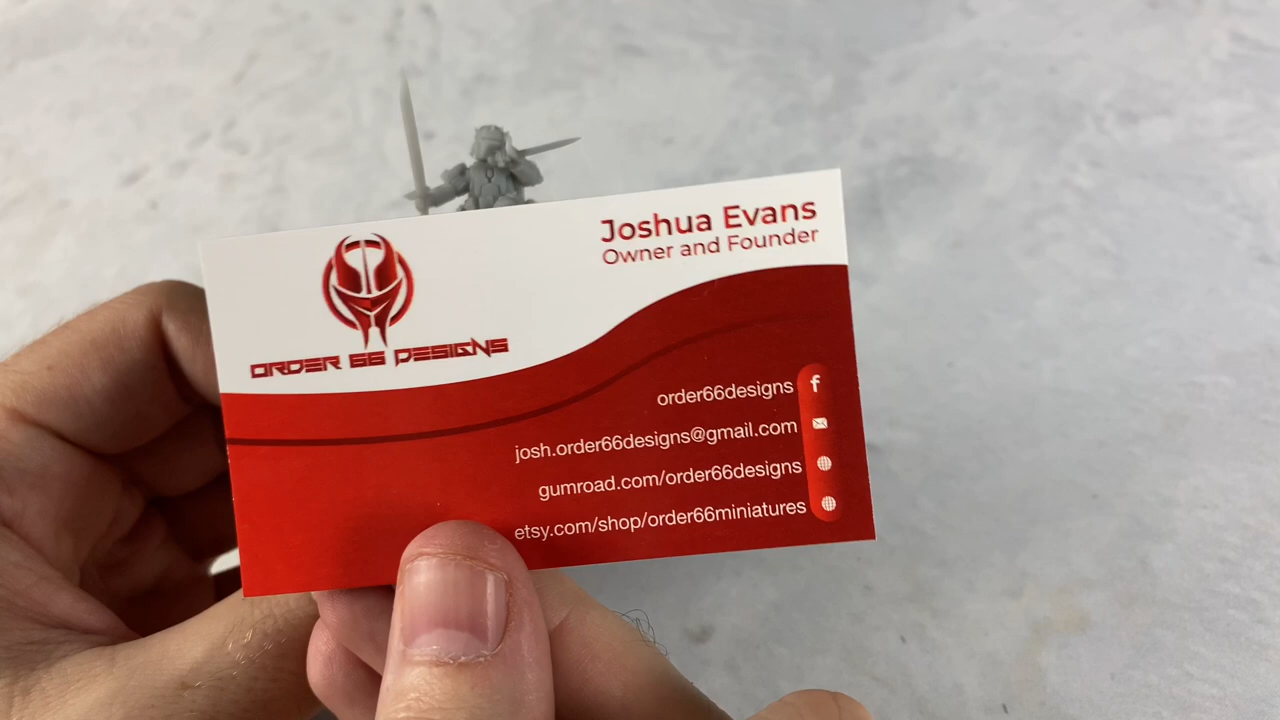 Joshua Evans
Owner and Founder
ORDER 66 DESIGNS
order66designs
f
josh.order66designs@gmail.com
gumroad.com/order66designs
etsy.com/shop/order66miniatures